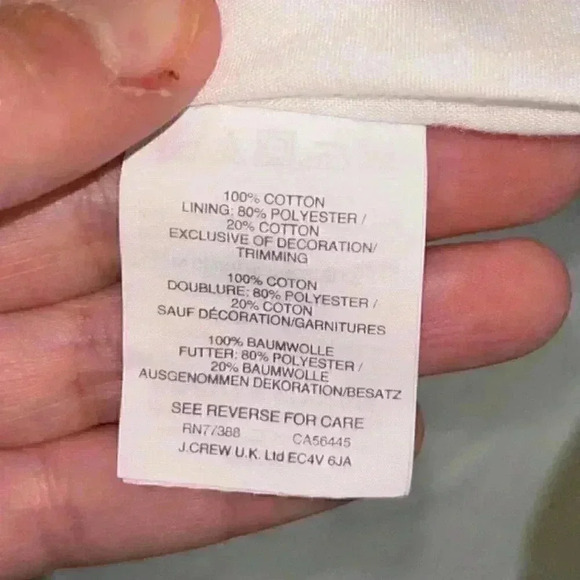 100% COTTON
LINING: 80% POLYESTER /
20% COTTON
EXCLUSIVE OF DECORATION/
TRIMMING
100% COTON
DOUBLURE: 80% POLYESTER /
20% COTON
SAUF DÉCORATION/GARNITURES
100% BAUMWOLLE
FUTTER: 80% POLYESTER /
20% BAUMWOLLE
AUSGENOMMEN DEKORATION/BESATZ
SEE REVERSE FOR CARE
RN77388 CA56445
J.CREW U.K. Ltd EC4V 6JA